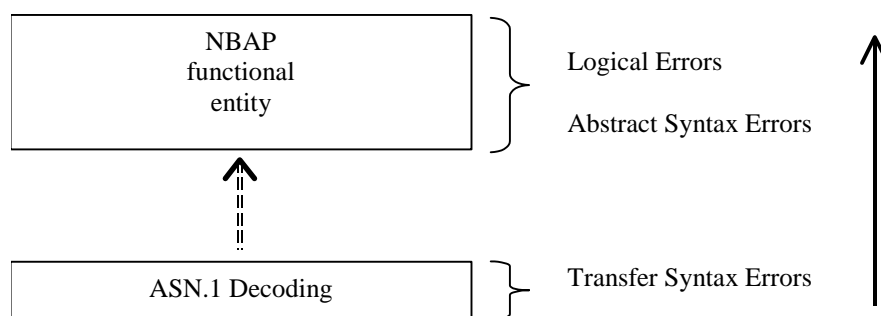 NBAP
functional
entity
Logical Errors
Abstract Syntax Errors
ASN.1 Decoding
Transfer Syntax Errors